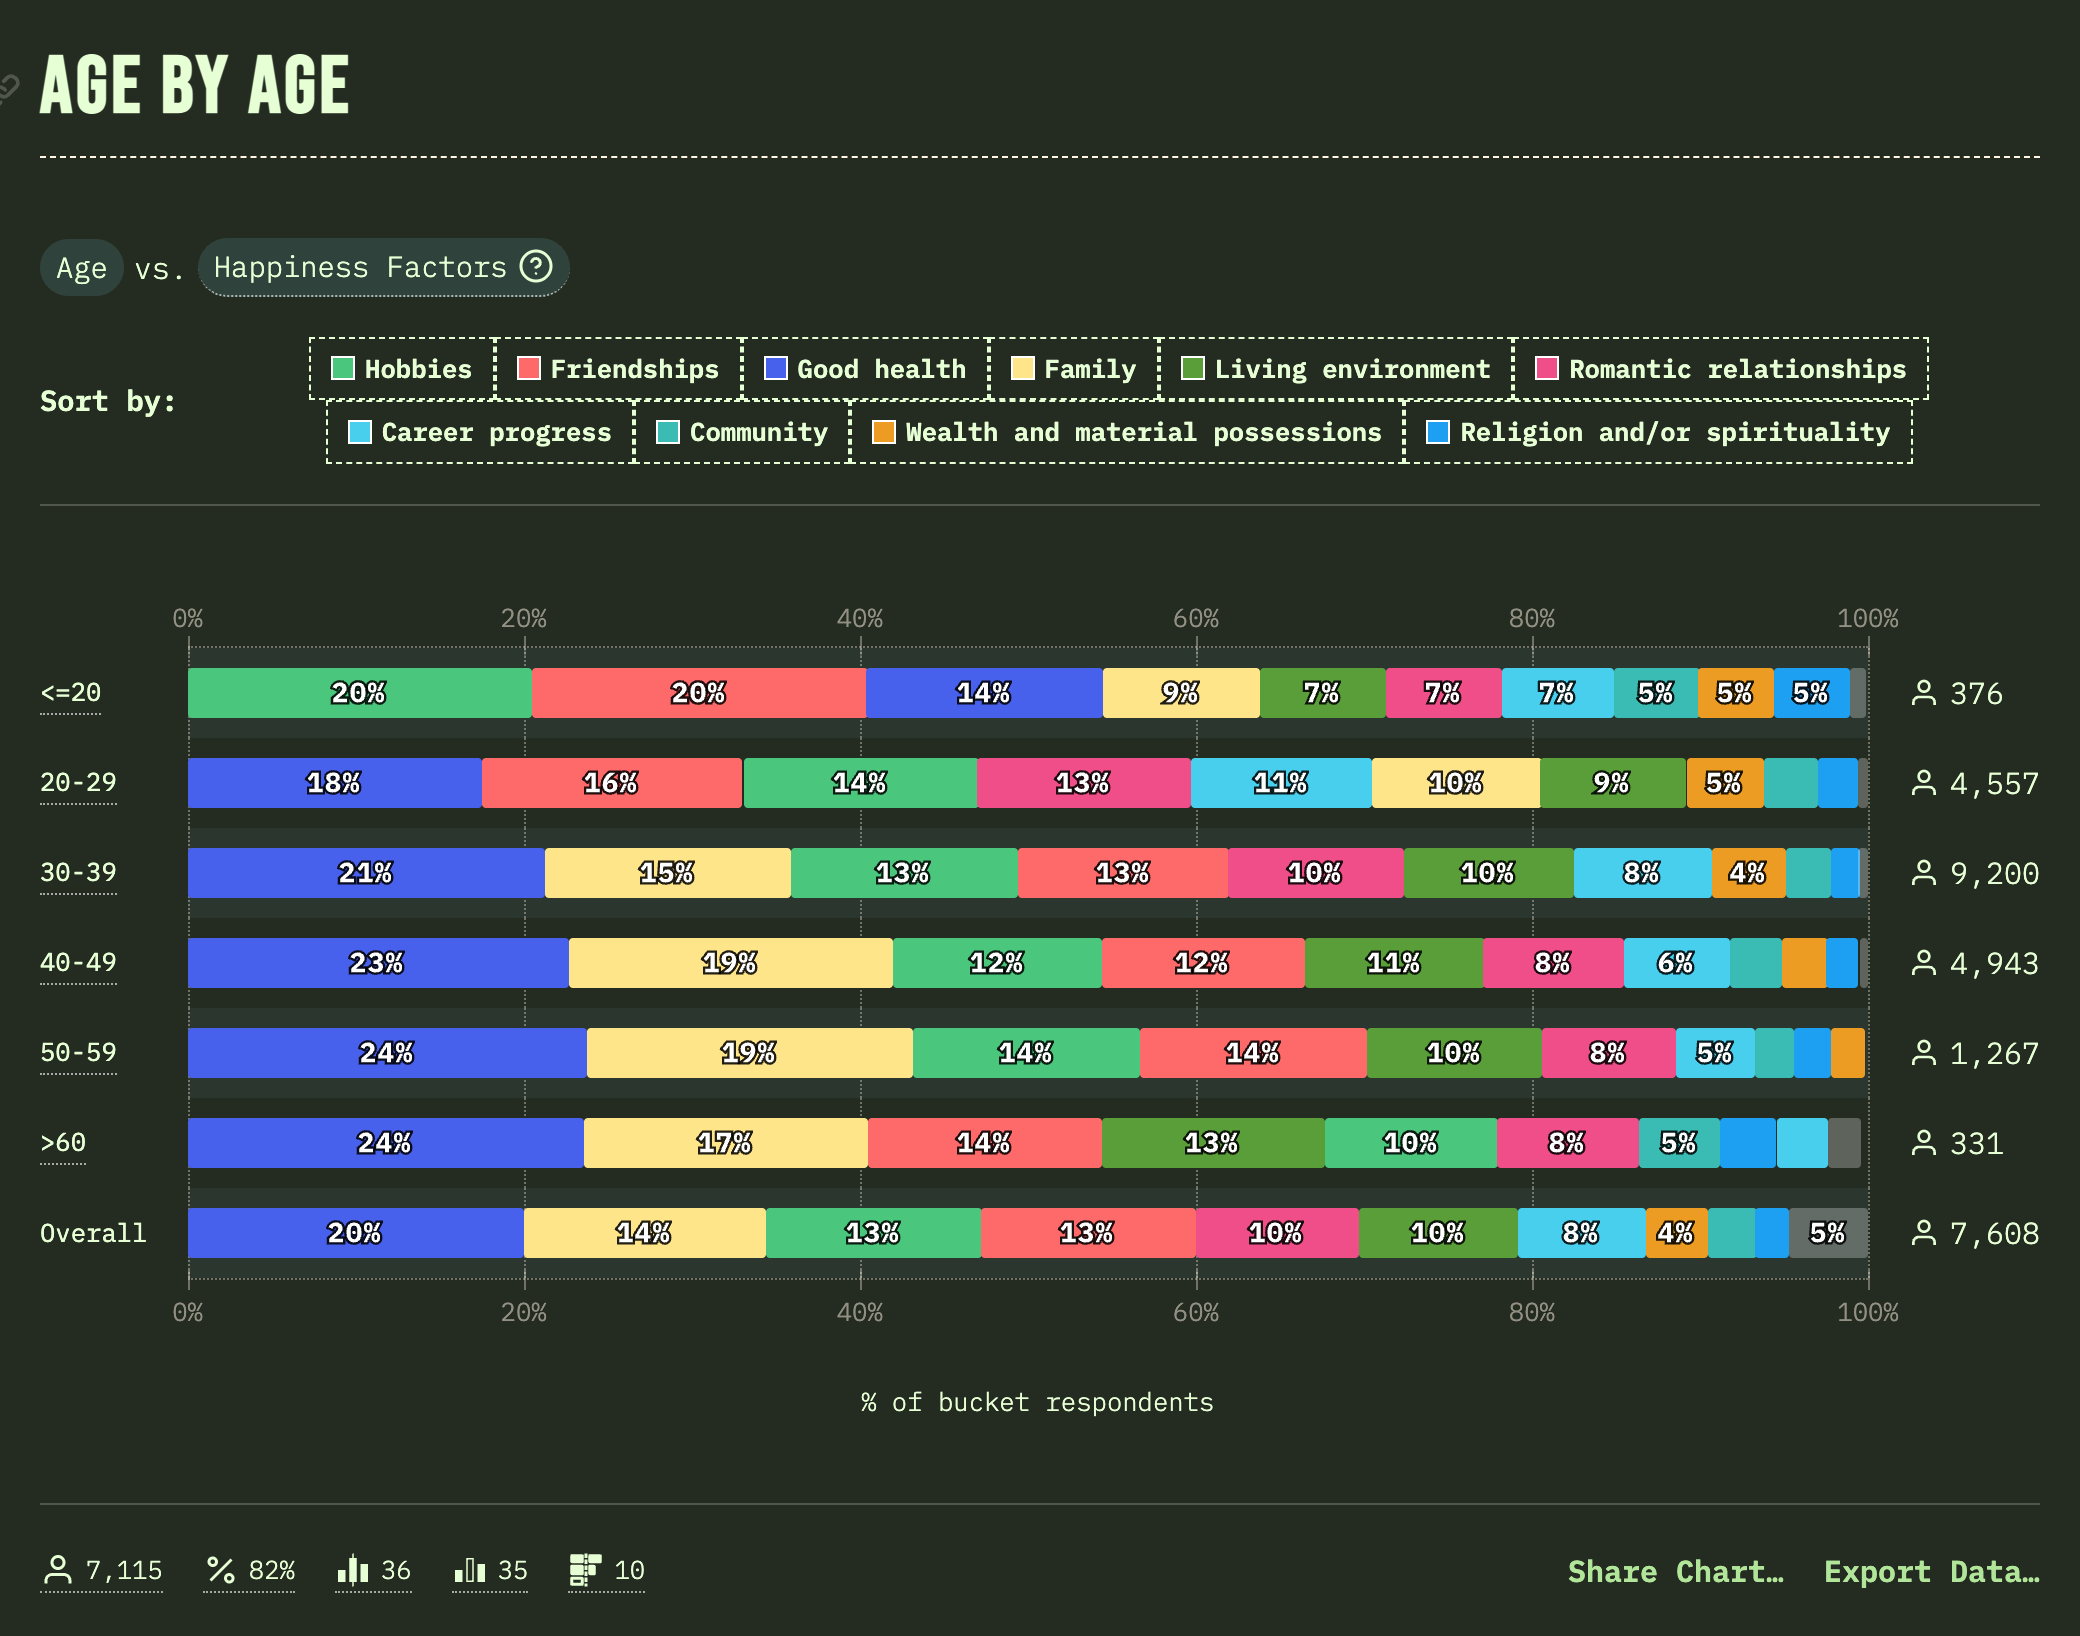 AGE BY AGE
Age vs. Happiness Factors ?
Sort by:
Hobbies Friendships Good health Family Living environment Romantic relationships
Career progress Community Wealth and material possessions Religion and/or spirituality
0% 20% 40% 60% 80% 100%
<=20 20% 20% 14% 9% 7% 7% 7% 5% 5% 5% 376
20-29 18% 16% 14% 13% 11% 10% 9% 5% 4,557
30-39 21% 15% 13% 13% 10% 10% 8% 4% 9,200
40-49 23% 19% 12% 12% 11% 8% 6% 4,943
50-59 24% 19% 14% 14% 10% 8% 5% 1,267
>60 24% 17% 14% 13% 10% 8% 5% 331
Overall 20% 14% 13% 13% 10% 10% 8% 4% 5% 7,608
0% 20% 40% 60% 80% 100%
% of bucket respondents
7,115 % 82% 36 35 10 Share Chart… Export Data…